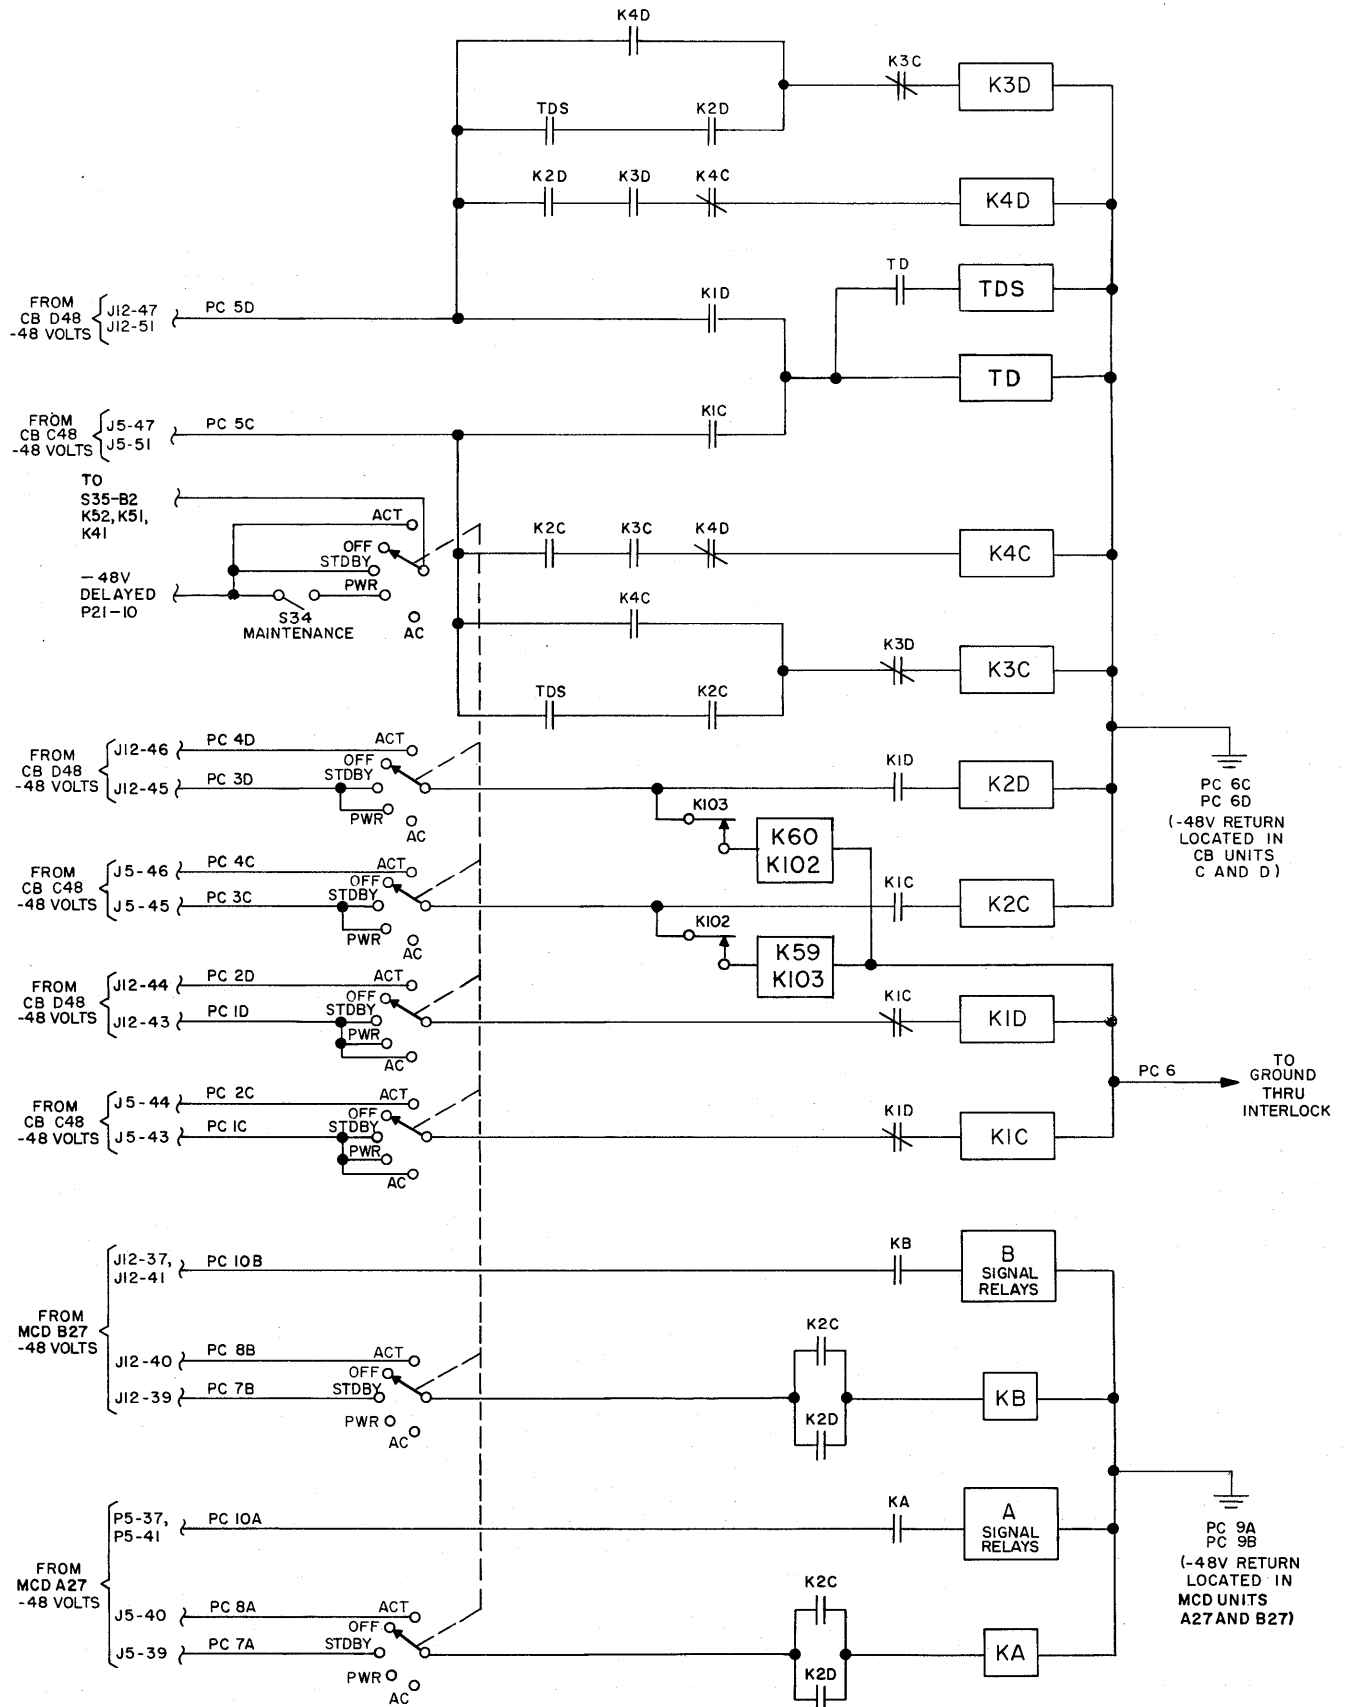 K4D
K3C
K3D
TDS
K2D
K2D
K3D
K4C
K4D
TD
TDS
FROM
CB D48
-48 VOLTS
J12-47
J12-51
PC 5D
K1D
TD
FROM
CB C48
-48 VOLTS
J5-47
J5-51
PC 5C
K1C
TO
S35-B2
K52, K51,
K41
ACT
OFF
STDBY
PWR
AC
-48V
DELAYED
P21-10
S34
MAINTENANCE
K2C
K3C
K4D
K4C
K4C
K3D
K3C
TDS
K2C
FROM
CB D48
-48 VOLTS
J12-46
PC 4D
J12-45
PC 3D
ACT
OFF
STDBY
PWR
AC
K1D
K2D
K103
K60
K102
PC 6C
PC 6D
(-48V RETURN
LOCATED IN
CB UNITS
C AND D)
FROM
CB C48
-48 VOLTS
J5-46
PC 4C
J5-45
PC 3C
ACT
OFF
STDBY
PWR
AC
K1C
K2C
K102
K59
K103
FROM
CB D48
-48 VOLTS
J12-44
PC 2D
J12-43
PC 1D
ACT
OFF
STDBY
PWR
AC
K1C
K1D
PC 6
TO
GROUND
THRU
INTERLOCK
FROM
CB C48
-48 VOLTS
J5-44
PC 2C
J5-43
PC 1C
ACT
OFF
STDBY
PWR
AC
K1D
K1C
FROM
MCD B27
-48 VOLTS
J12-37,
J12-41
PC 10B
KB
B
SIGNAL
RELAYS
J12-40
PC 8B
J12-39
PC 7B
ACT
OFF
STDBY
PWR
AC
K2C
K2D
KB
FROM
MCD A27
-48 VOLTS
P5-37,
P5-41
PC 10A
KA
A
SIGNAL
RELAYS
PC 9A
PC 9B
(-48V RETURN
LOCATED IN
MCD UNITS
A27 AND B27)
J5-40
PC 8A
J5-39
PC 7A
ACT
OFF
STDBY
PWR
AC
K2C
K2D
KA